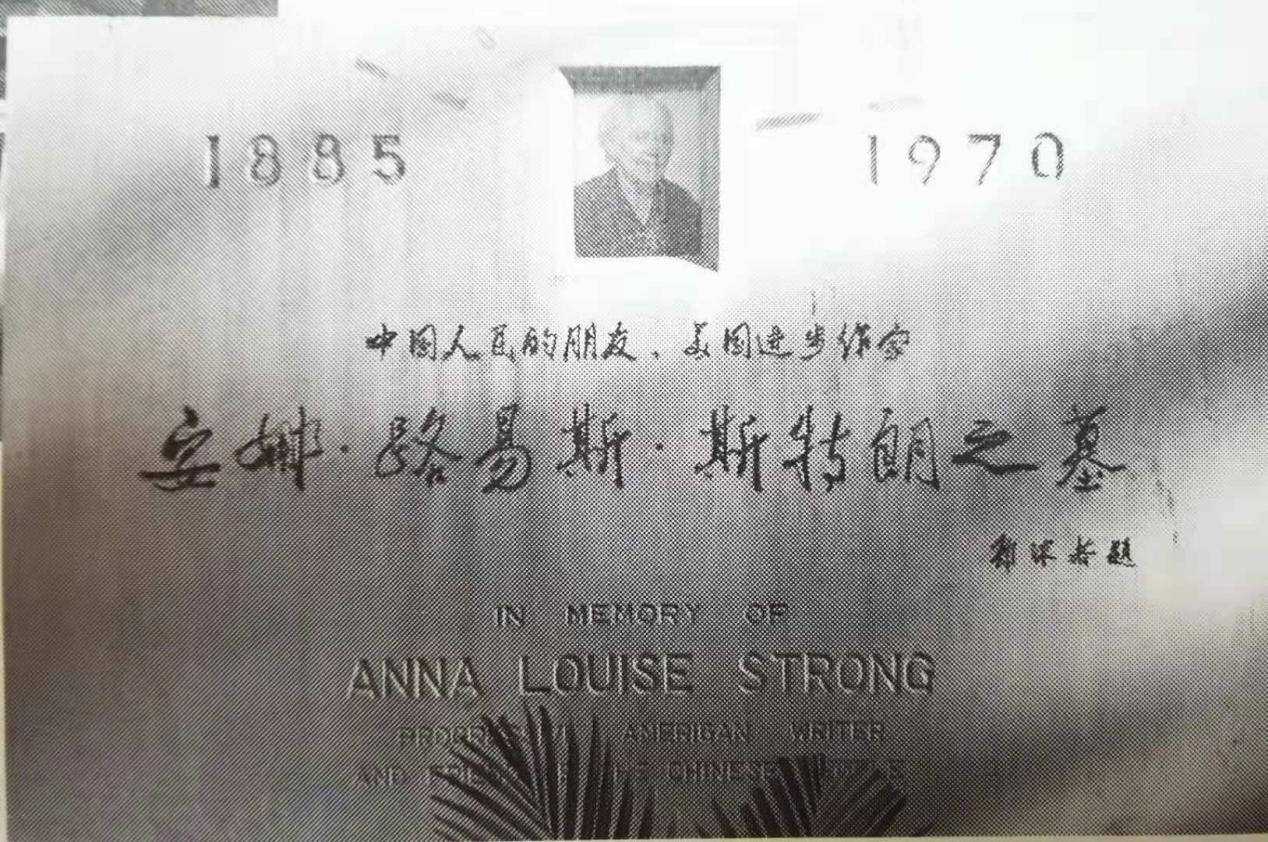 1885 1970
中国人民的朋友、美国进步作家
安娜·路易斯·斯特朗之墓
郭沫若题
IN MEMORY OF
ANNA LOUISE STRONG
AMERICAN WRITER
AND THE CHINESE